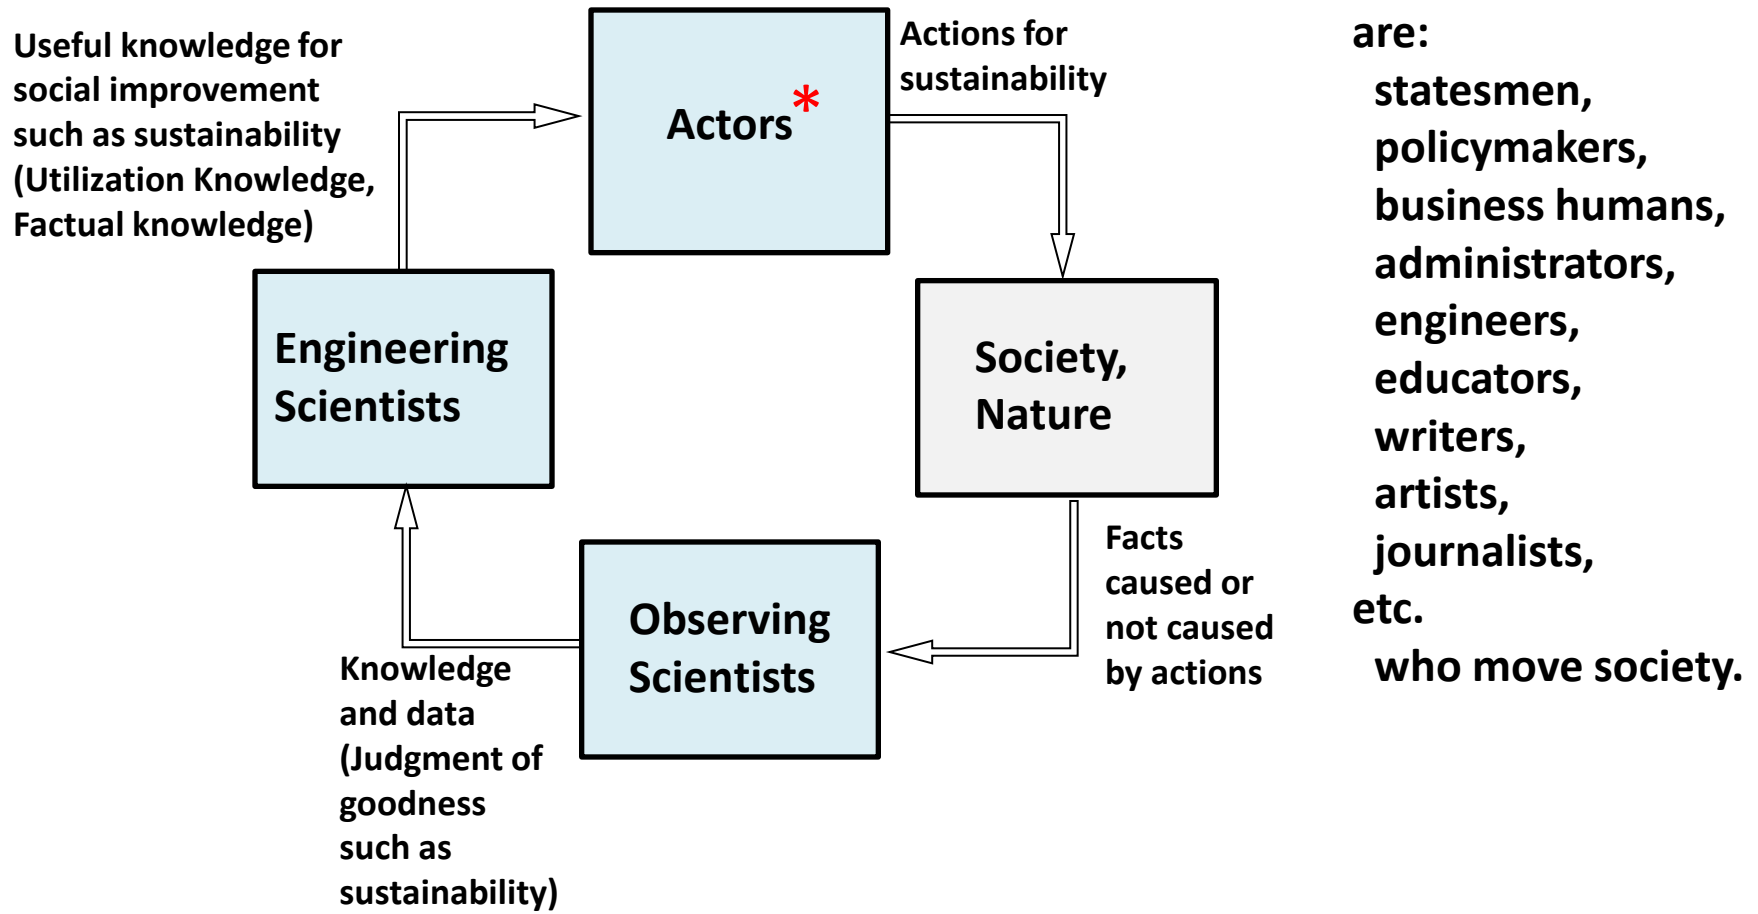 Useful knowledge for
social improvement
such as sustainability
(Utilization Knowledge,
Factual knowledge)
Actors*
Actions for
sustainability
Engineering
Scientists
Society,
Nature
Observing
Scientists
Facts
caused or
not caused
by actions
Knowledge
and data
(Judgment of
goodness
such as
sustainability)
are:
statesmen,
policymakers,
business humans,
administrators,
engineers,
educators,
writers,
artists,
journalists,
etc.
who move society.